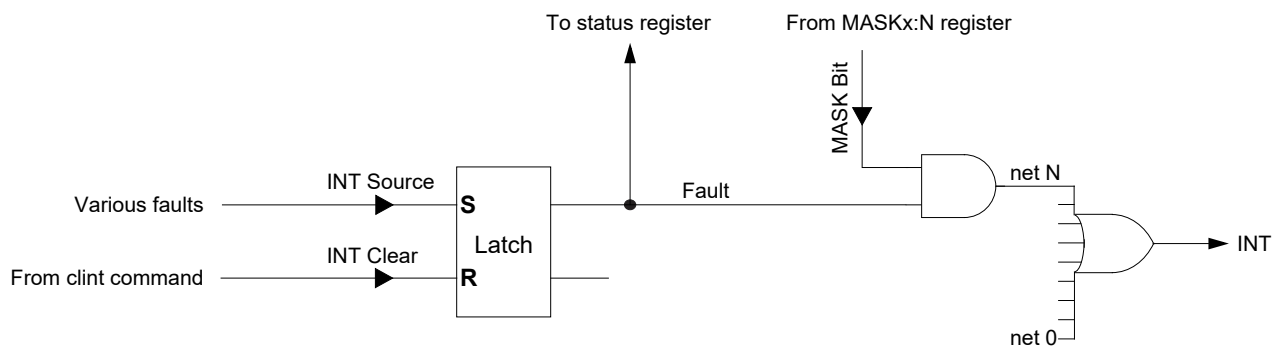 To status register
From MASKx:N register
MASK Bit
INT Source
Various faults
S
Fault
net N
Latch
INT
INT Clear
From clint command
R
net 0